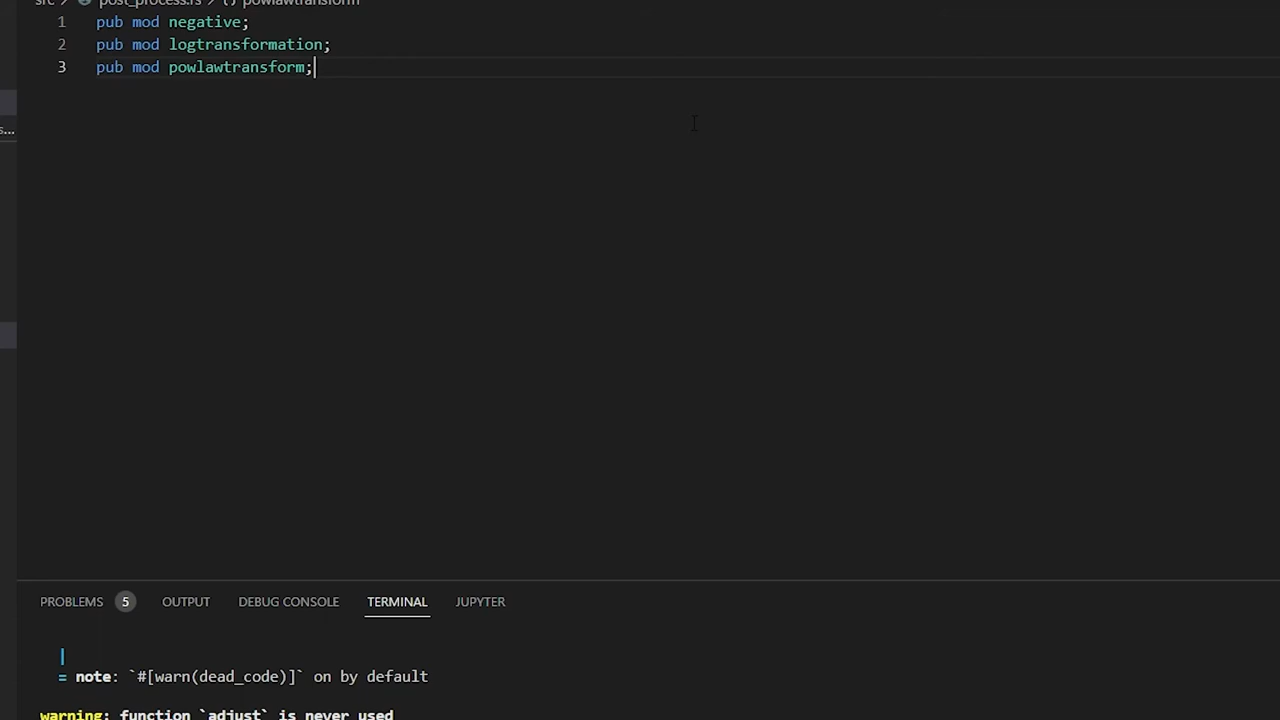 src > post_process.rs > {} powlawtransform
1 pub mod negative;
2 pub mod logtransformation;
3 pub mod powlawtransform;
s...
PROBLEMS 5 OUTPUT DEBUG CONSOLE TERMINAL JUPYTER
|
= note: `#[warn(dead_code)]` on by default
warning: function `adjust` is never used